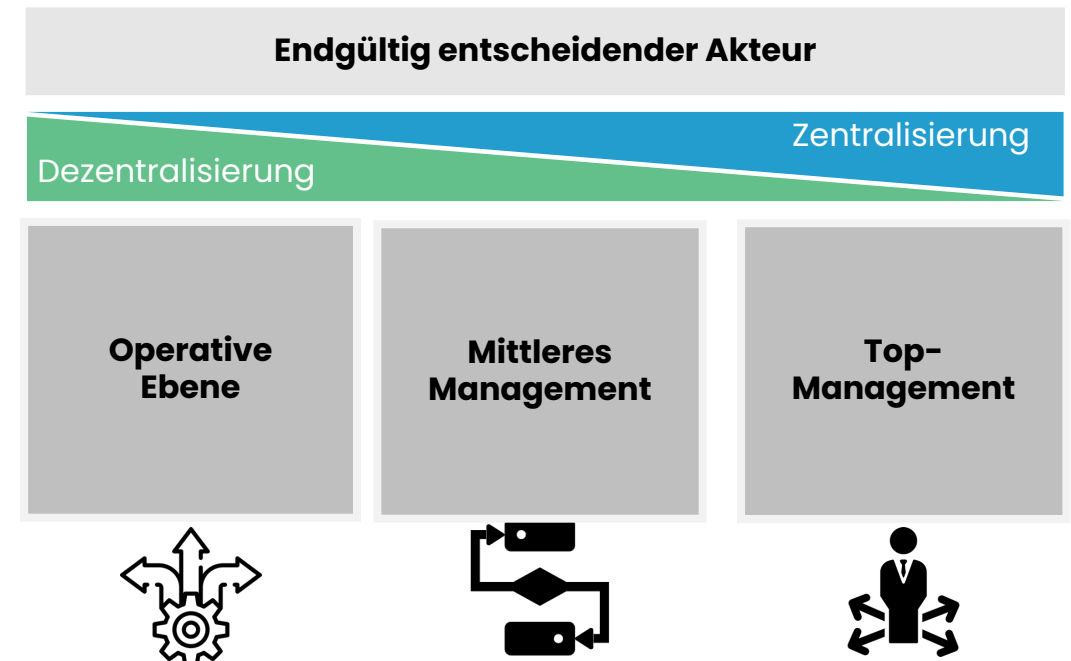 Endgültig entscheidender Akteur
Zentralisierung
Dezentralisierung
Operative
Ebene
Mittleres
Management
Top-
Management